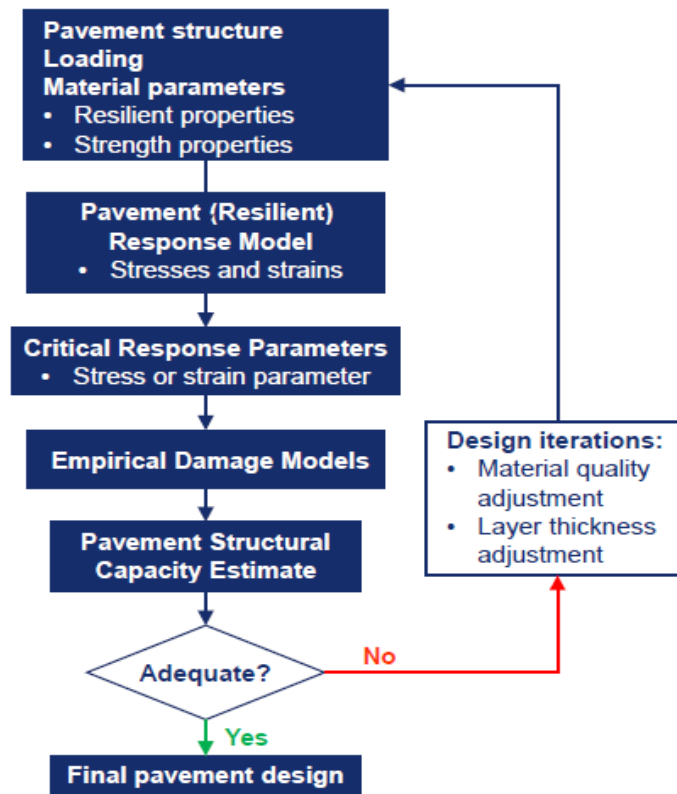 Pavement structure
Loading
Material parameters
• Resilient properties
• Strength properties
Pavement (Resilient)
Response Model
• Stresses and strains
Critical Response Parameters
• Stress or strain parameter
Empirical Damage Models
Pavement Structural
Capacity Estimate
Adequate?
No
Yes
Final pavement design
Design iterations:
• Material quality
adjustment
• Layer thickness
adjustment